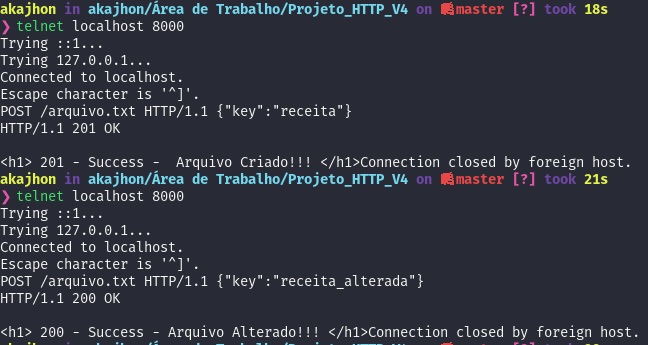 akajhon in akajhon/Área de Trabalho/Projeto_HTTP_V4 on master [?] took 18s
❯ telnet localhost 8000
Trying ::1...
Trying 127.0.0.1...
Connected to localhost.
Escape character is '^]'.
POST /arquivo.txt HTTP/1.1 {"key":"receita"}
HTTP/1.1 201 OK
<h1> 201 - Success -  Arquivo Criado!!! </h1>Connection closed by foreign host.
akajhon in akajhon/Área de Trabalho/Projeto_HTTP_V4 on master [?] took 21s
❯ telnet localhost 8000
Trying ::1...
Trying 127.0.0.1...
Connected to localhost.
Escape character is '^]'.
POST /arquivo.txt HTTP/1.1 {"key":"receita_alterada"}
HTTP/1.1 200 OK
<h1> 200 - Success - Arquivo Alterado!!! </h1>Connection closed by foreign host.